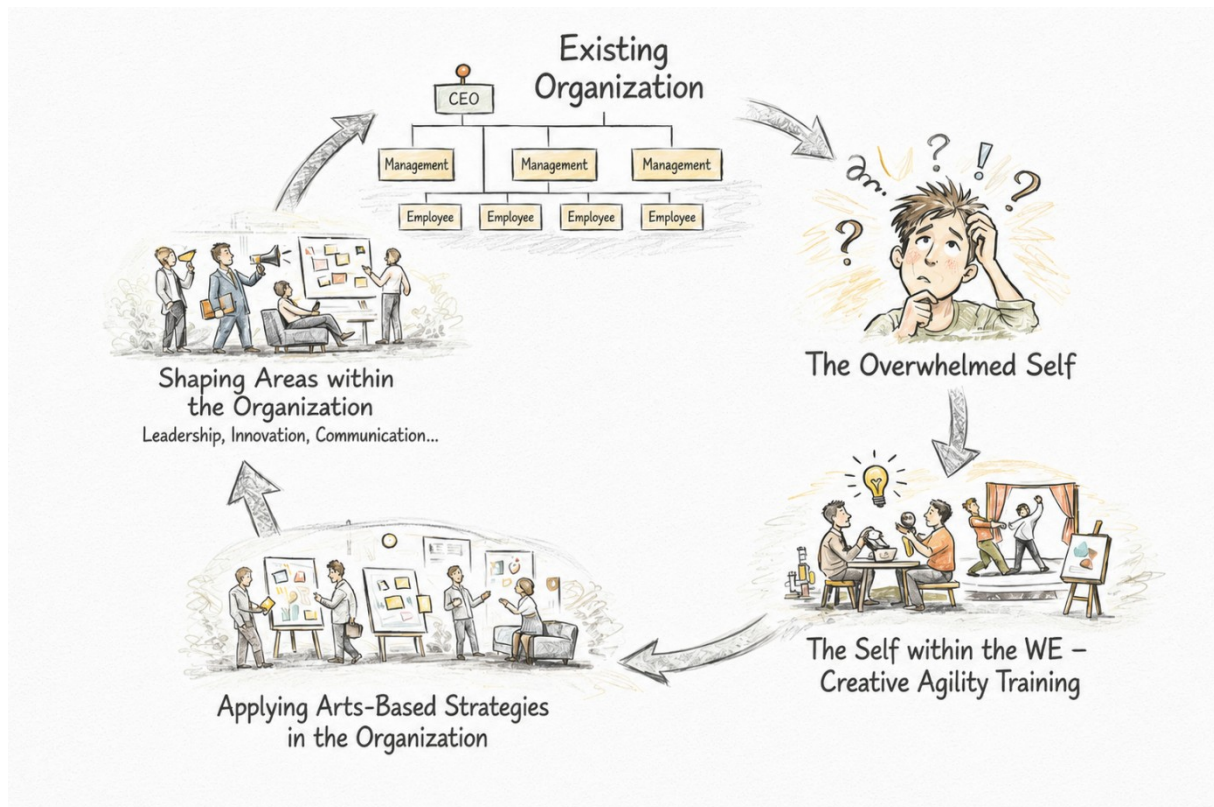 Existing
Organization
CEO
Management
Management
Management
Employee
Employee
Employee
Employee
The Overwhelmed Self
Shaping Areas within
the Organization
Leadership, Innovation, Communication...
The Self within the WE –
Creative Agility Training
Applying Arts-Based Strategies
in the Organization